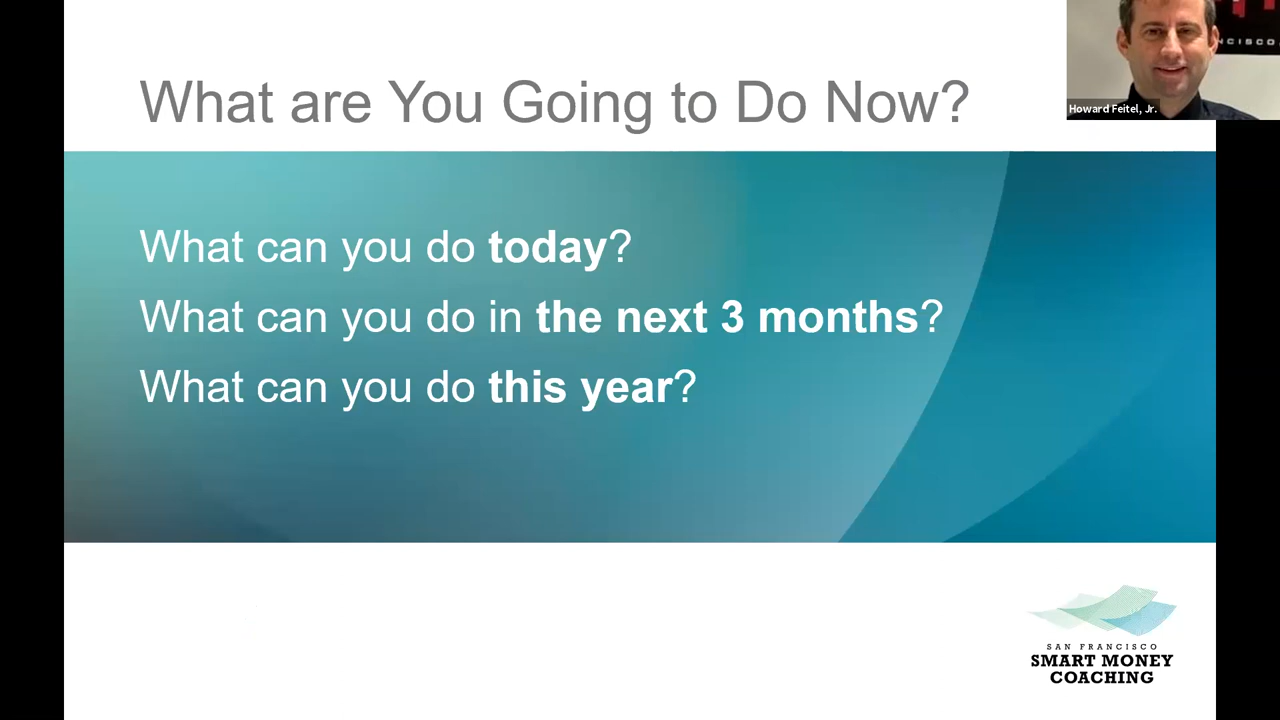 What are You Going to Do Now?
NCISCO
Howard Feitel, Jr.
What can you do today?
What can you do in the next 3 months?
What can you do this year?
SAN FRANCISCO
SMART MONEY
COACHING